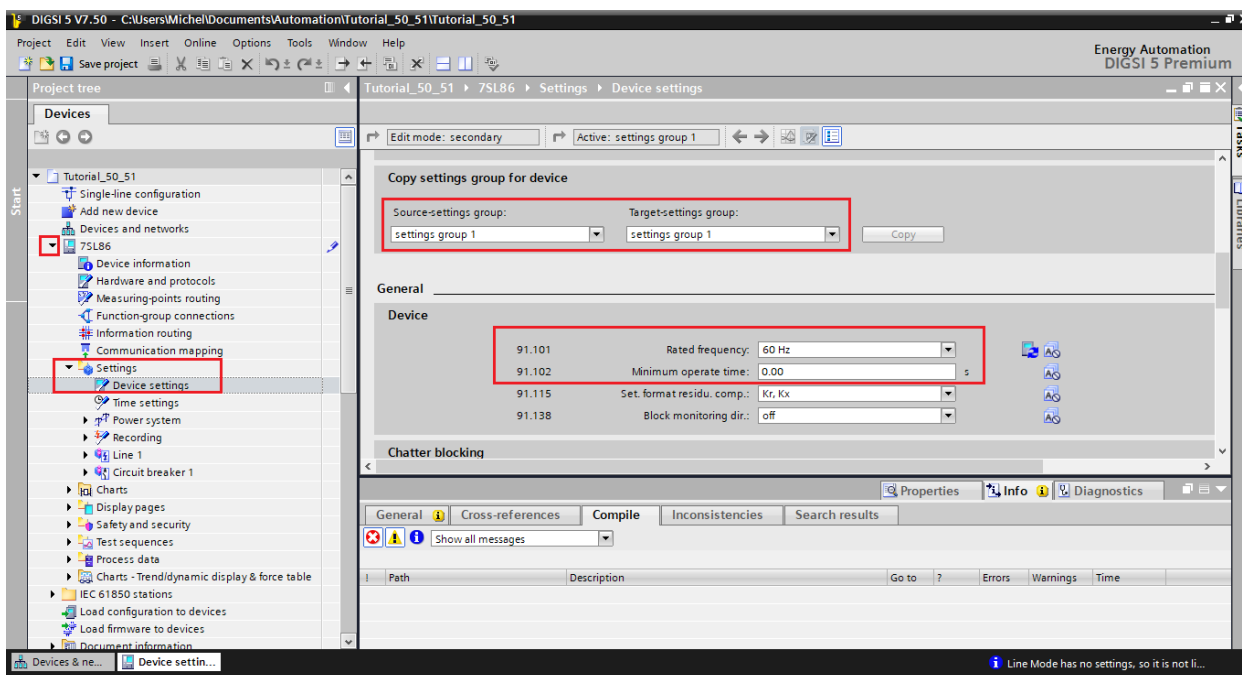 DIGSI 5 V7.50 - C:\Users\Michel\Documents\Automation\Tutorial_50_51\Tutorial_50_51
Project Edit View Insert Online Options Tools Window Help
Energy Automation
DIGSI 5 Premium
Save project
Project tree
Tutorial_50_51 ▸ 7SL86 ▸ Settings ▸ Device settings
Devices
Edit mode: secondary
Active: settings group 1
Start
Tasks
Libraries
Tutorial_50_51
Single-line configuration
Add new device
Devices and networks
7SL86
Device information
Hardware and protocols
Measuring-points routing
Function-group connections
Information routing
Communication mapping
Settings
Device settings
Time settings
Power system
Recording
Line 1
Circuit breaker 1
Charts
Display pages
Safety and security
Test sequences
Process data
Charts - Trend/dynamic display & force table
IEC 61850 stations
Load configuration to devices
Load firmware to devices
Document information
Copy settings group for device
Source-settings group: Target-settings group:
settings group 1 settings group 1 Copy
General
Device
91.101 Rated frequency: 60 Hz
91.102 Minimum operate time: 0.00 s
91.115 Set. format residu. comp.: Kr, Kx
91.138 Block monitoring dir.: off
Chatter blocking
Properties Info Diagnostics
General Cross-references Compile Inconsistencies Search results
Show all messages
! Path Description Go to ? Errors Warnings Time
Devices & ne... Device settin...
Line Mode has no settings, so it is not li...